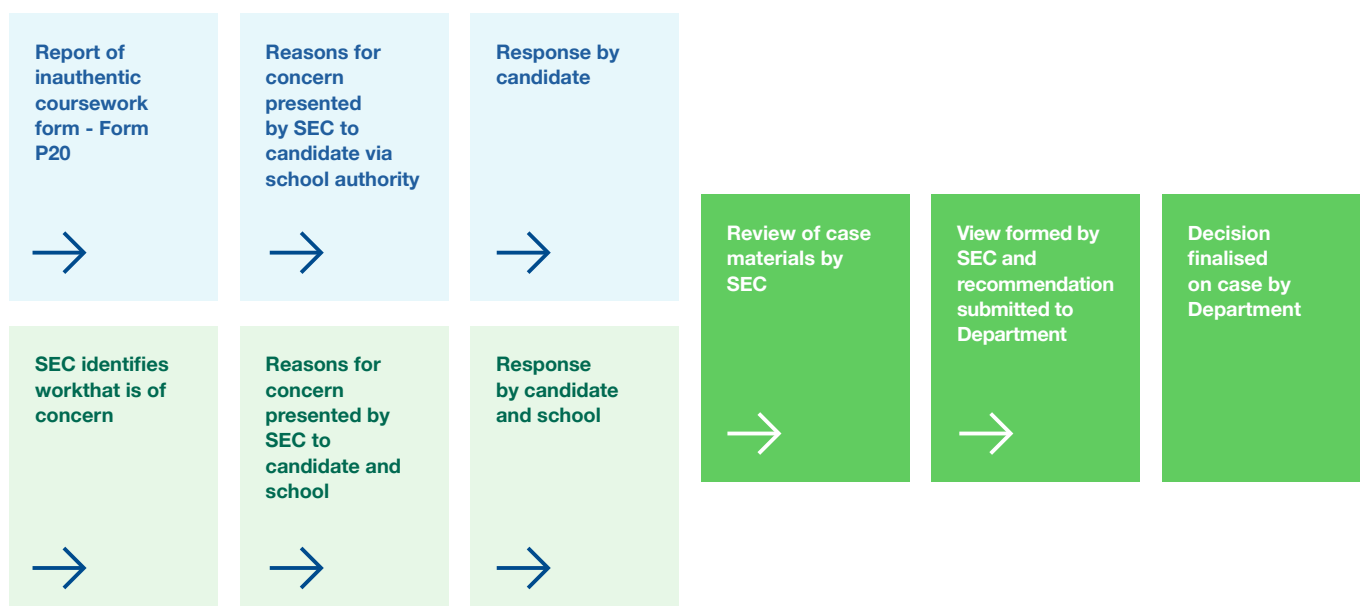 Report of
inauthentic
coursework
form - Form
P20
Reasons for
concern
presented
by SEC to
candidate via
school authority
Response by
candidate
SEC identifies
workthat is of
concern
Reasons for
concern
presented by
SEC to
candidate and
school
Response
by candidate
and school
Review of case
materials by
SEC
View formed by
SEC and
recommendation
submitted to
Department
Decision
finalised
on case by
Department